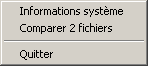 Informations système
Comparer 2 fichiers
Quitter